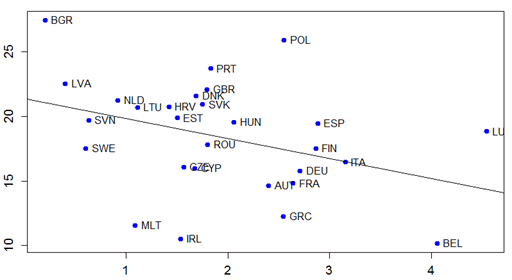 BGR
POL
25
PRT
LVA
GBR
DNK
NLD
SVK
LTU
HRV
20
EST
SVN
HUN
ESP
LU
ROU
SWE
FIN
ITA
CZE
CYP
DEU
15
AUT
FRA
GRC
MLT
IRL
BEL
10
1 2 3 4